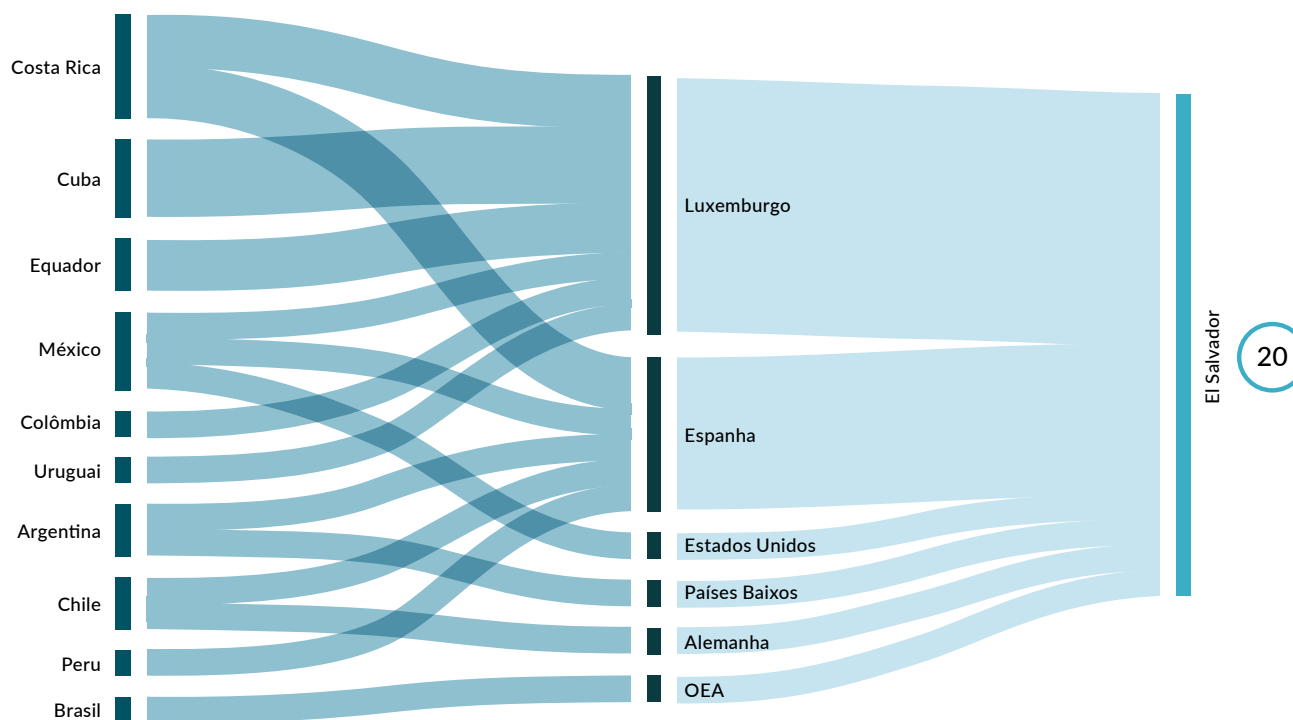 Costa Rica
Cuba
Equador
México
Colômbia
Uruguai
Argentina
Chile
Peru
Brasil
Luxemburgo
Espanha
Estados Unidos
Países Baixos
Alemanha
OEA
El Salvador
20